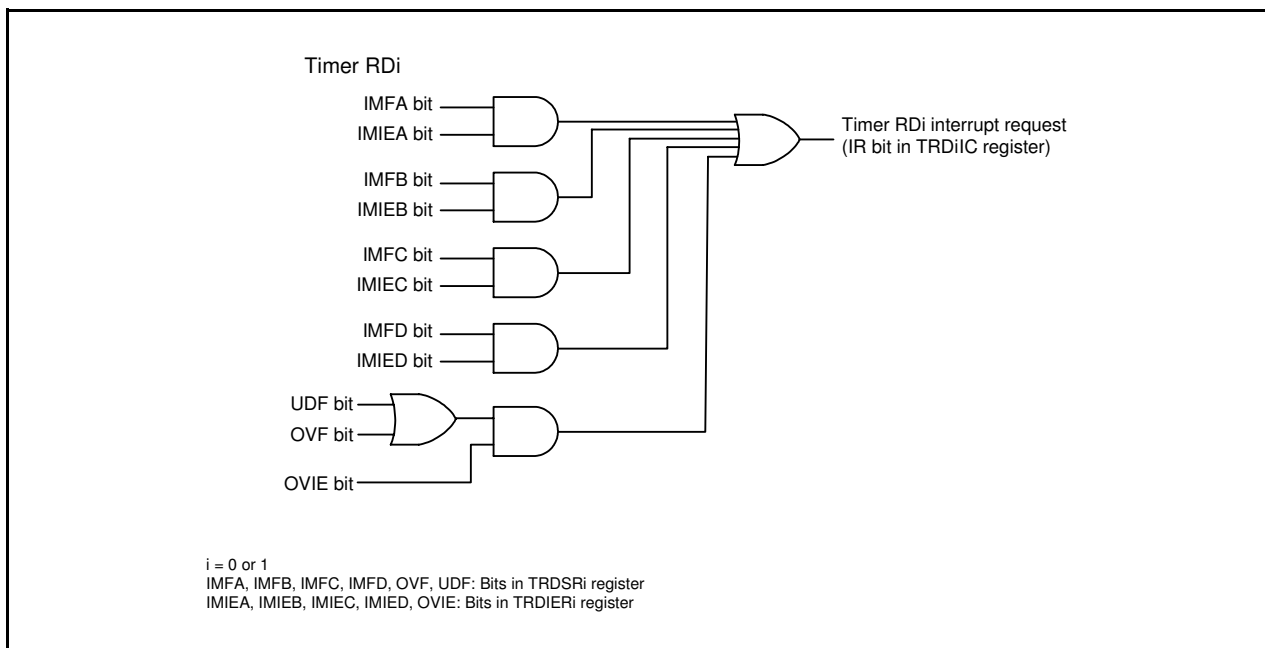 Timer RDi
IMFA bit
IMIEA bit
Timer RDi interrupt request
(IR bit in TRDiIC register)
IMFB bit
IMIEB bit
IMFC bit
IMIEC bit
IMFD bit
IMIED bit
UDF bit
OVF bit
OVIE bit
i = 0 or 1
IMFA, IMFB, IMFC, IMFD, OVF, UDF: Bits in TRDSRi register
IMIEA, IMIEB, IMIEC, IMIED, OVIE: Bits in TRDIERi register